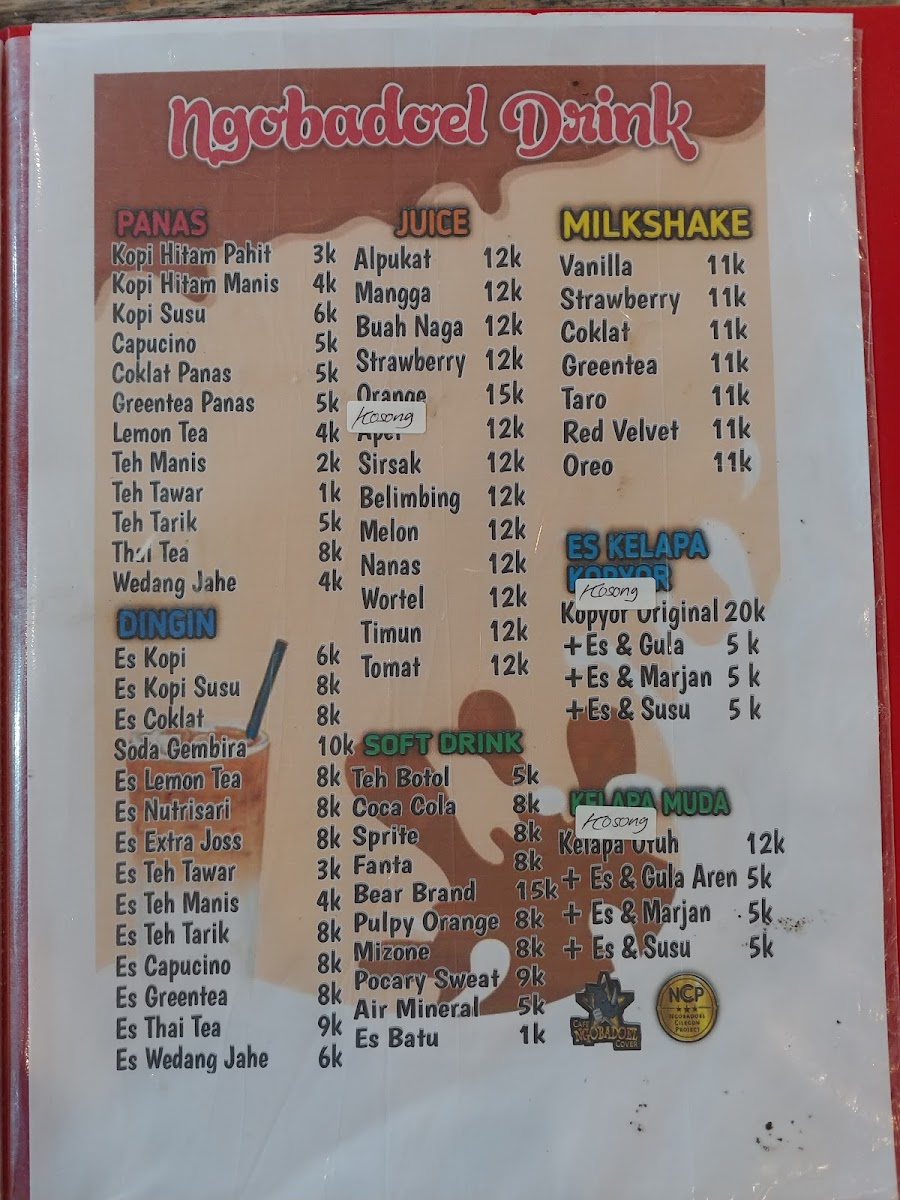 Ngobadoel Drink
PANAS
Kopi Hitam Pahit 3k
Kopi Hitam Manis 4k
Kopi Susu 6k
Capucino 5k
Coklat Panas 5k
Greentea Panas 5k
Lemon Tea 4k
Teh Manis 2k
Teh Tawar 1k
Teh Tarik 5k
Thai Tea 8k
Wedang Jahe 4k
DINGIN
Es Kopi 6k
Es Kopi Susu 8k
Es Coklat 8k
Soda Gembira 10k
Es Lemon Tea 8k
Es Nutrisari 8k
Es Extra Joss 8k
Es Teh Tawar 3k
Es Teh Manis 4k
Es Teh Tarik 8k
Es Capucino 8k
Es Greentea 8k
Es Thai Tea 9k
Es Wedang Jahe 6k
JUICE
Alpukat 12k
Mangga 12k
Buah Naga 12k
Strawberry 12k
Orange 15k
Kosong
Apel 12k
Sirsak 12k
Belimbing 12k
Melon 12k
Nanas 12k
Wortel 12k
Timun 12k
Tomat 12k
SOFT DRINK
Teh Botol 5k
Coca Cola 8k
Sprite 8k
Fanta 8k
Bear Brand 15k
Pulpy Orange 8k
Mizone 8k
Pocary Sweat 9k
Air Mineral 5k
Es Batu 1k
MILKSHAKE
Vanilla 11k
Strawberry 11k
Coklat 11k
Greentea 11k
Taro 11k
Red Velvet 11k
Oreo 11k
ES KELAPA
KOPYOR
Kosong
Kopyor Original 20k
+Es & Gula 5 k
+Es & Marjan 5 k
+Es & Susu 5 k
KELAPA MUDA
Kosong
Kelapa Utuh 12k
+ Es & Gula Aren 5k
+ Es & Marjan 5k
+ Es & Susu 5k
CAFE
NGOBADOEL
COVER
NCP
NGOBADOEL
CILEGON
PROJECT